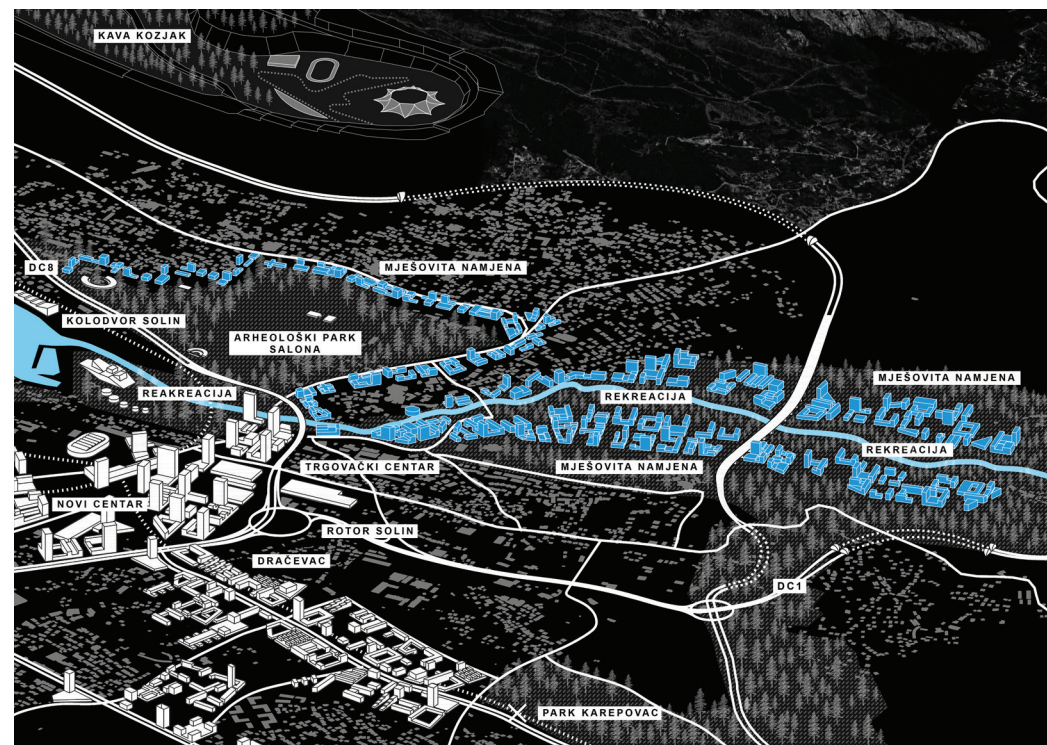 KAVA KOZJAK
DC8
MJEŠOVITA NAMJENA
KOLODVOR SOLIN
ARHEOLOŠKI PARK
SALONA
MJEŠOVITA NAMJENA
REAKREACIJA
REKREACIJA
REKREACIJA
TRGOVAČKI CENTAR
MJEŠOVITA NAMJENA
NOVI CENTAR
ROTOR SOLIN
DRAČEVAC
DC1
PARK KAREPOVAC